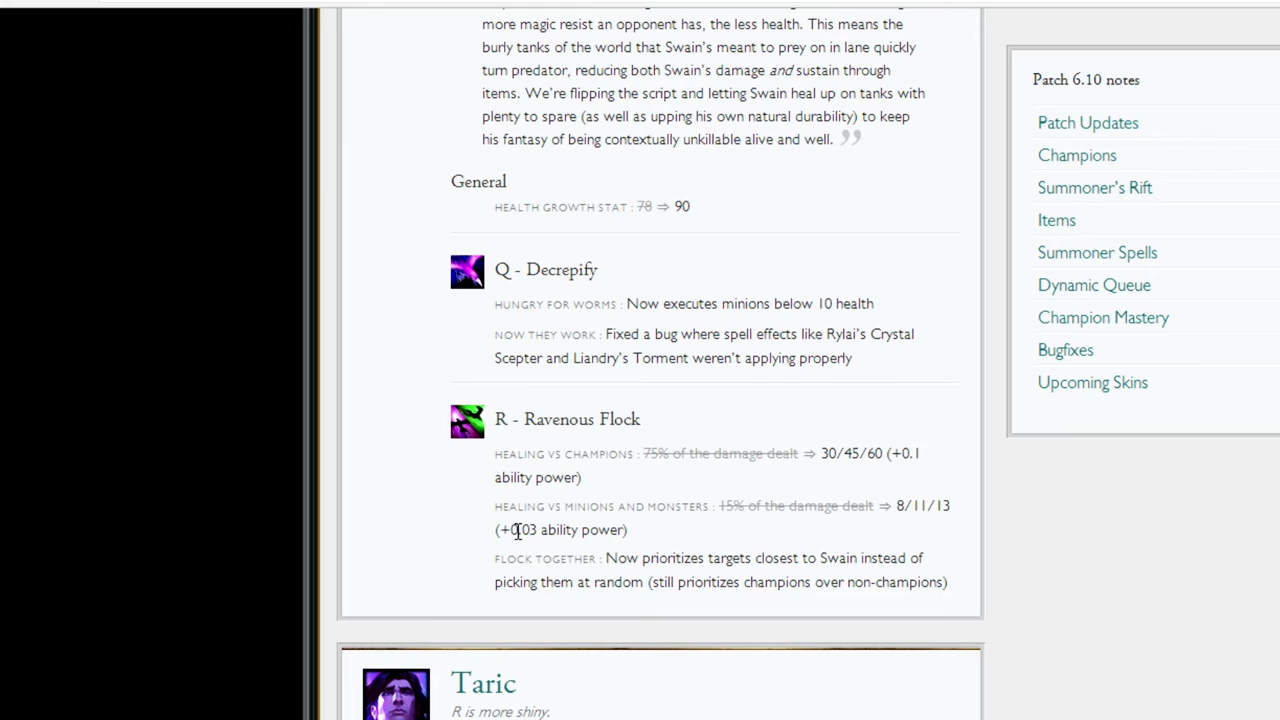 more magic resist an opponent has, the less health. This means the
burly tanks of the world that Swain's meant to prey on in lane quickly
turn predator, reducing both Swain's damage and sustain through
items. We're flipping the script and letting Swain heal up on tanks with
plenty to spare (as well as upping his own natural durability) to keep
his fantasy of being contextually unkillable alive and well. ”
General
HEALTH GROWTH STAT : 78 ⇒ 90
Q - Decrepify
HUNGRY FOR WORMS : Now executes minions below 10 health
NOW THEY WORK : Fixed a bug where spell effects like Rylai's Crystal
Scepter and Liandry's Torment weren't applying properly
R - Ravenous Flock
HEALING VS CHAMPIONS : 75% of the damage dealt ⇒ 30/45/60 (+0.1
ability power)
HEALING VS MINIONS AND MONSTERS : 15% of the damage dealt ⇒ 8/11/13
(+0.03 ability power)
FLOCK TOGETHER : Now prioritizes targets closest to Swain instead of
picking them at random (still prioritizes champions over non-champions)
Taric
R is more shiny.
Patch 6.10 notes
Patch Updates
Champions
Summoner's Rift
Items
Summoner Spells
Dynamic Queue
Champion Mastery
Bugfixes
Upcoming Skins